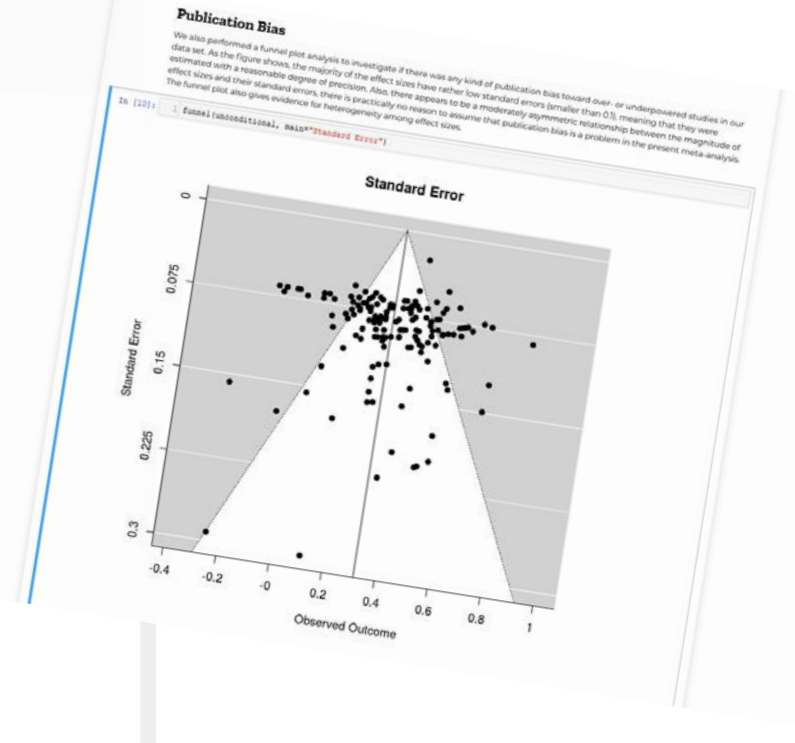 Publication Bias
We also performed a funnel plot analysis to investigate if there was any kind of publication bias toward over- or underpowered studies in our
data set. As the figure shows, the majority of the effect sizes have rather low standard errors (smaller than 0.1), meaning that they were
estimated with a reasonable degree of precision. Also, there appears to be a moderately asymmetric relationship between the magnitude of
effect sizes and their standard errors, there is practically no reason to assume that publication bias is a problem in the present meta-analysis.
The funnel plot also gives evidence for heterogeneity among effect sizes.
In [10]: 1 funnel(unconditional, main="Standard Error")
Standard Error
0
0.075
0.15
0.225
0.3
Standard Error
-0.4 -0.2 -0 0.2 0.4 0.6 0.8 1
Observed Outcome